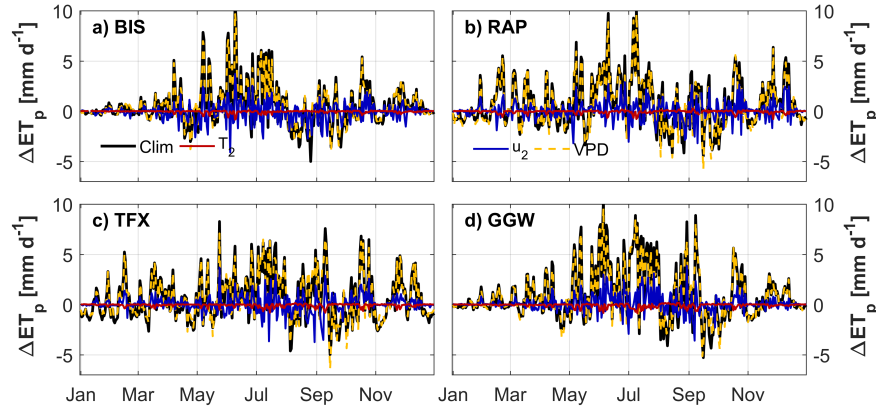 a) BIS
b) RAP
10
5
0
-5
ΔET_p [mm d^-1]
Clim
T_2
u_2
VPD
10
5
0
-5
ΔET_p [mm d^-1]
c) TFX
d) GGW
10
5
0
-5
ΔET_p [mm d^-1]
10
5
0
-5
ΔET_p [mm d^-1]
Jan Mar May Jul Sep Nov
Jan Mar May Jul Sep Nov